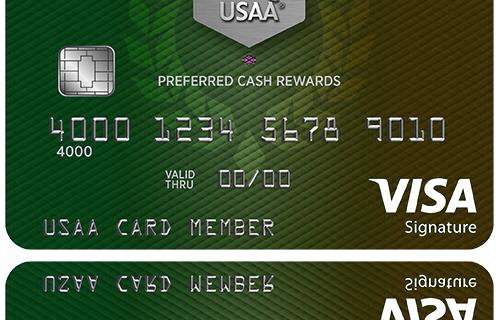 USAA®
PREFERRED CASH REWARDS
4000 1234 5678 9010
4000
VALID THRU 00/00
VISA
Signature
USAA CARD MEMBER
USAA CARD MEMBER
Signature
VISA